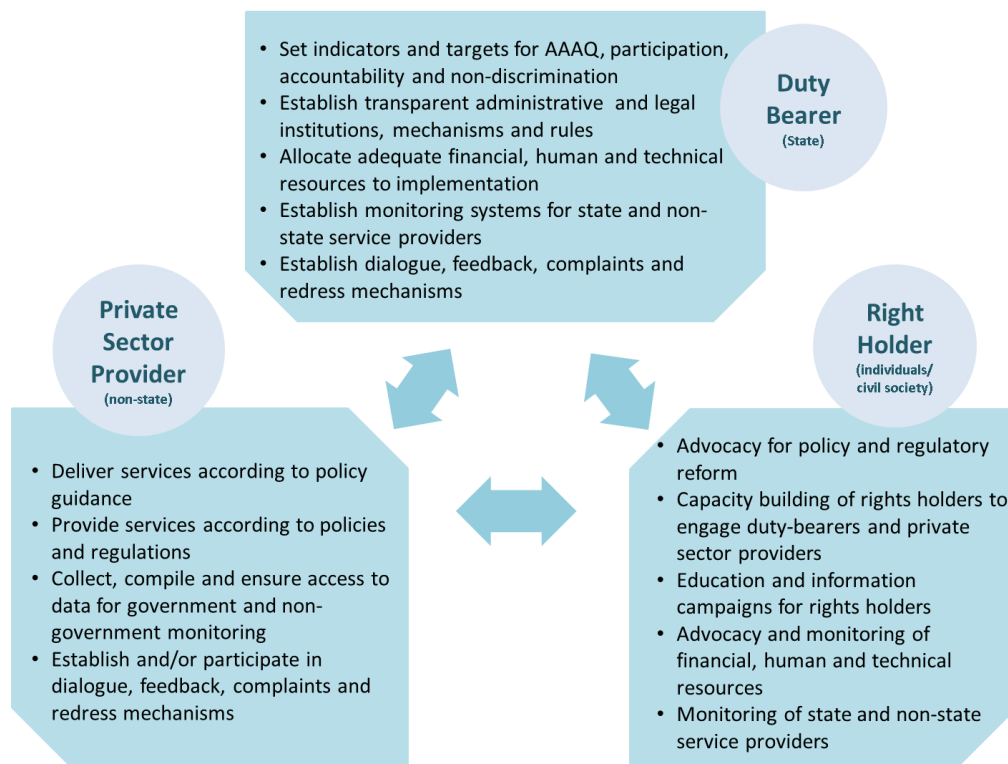 • Set indicators and targets for AAAQ, participation,
accountability and non-discrimination
• Establish transparent administrative and legal
institutions, mechanisms and rules
• Allocate adequate financial, human and technical
resources to implementation
• Establish monitoring systems for state and non-
state service providers
• Establish dialogue, feedback, complaints and
redress mechanisms
Duty
Bearer
(State)
Private
Sector
Provider
(non-state)
• Deliver services according to policy
guidance
• Provide services according to policies
and regulations
• Collect, compile and ensure access to
data for government and non-
government monitoring
• Establish and/or participate in
dialogue, feedback, complaints and
redress mechanisms
Right
Holder
(individuals/
civil society)
• Advocacy for policy and regulatory
reform
• Capacity building of rights holders to
engage duty-bearers and private
sector providers
• Education and information
campaigns for rights holders
• Advocacy and monitoring of
financial, human and technical
resources
• Monitoring of state and non-state
service providers